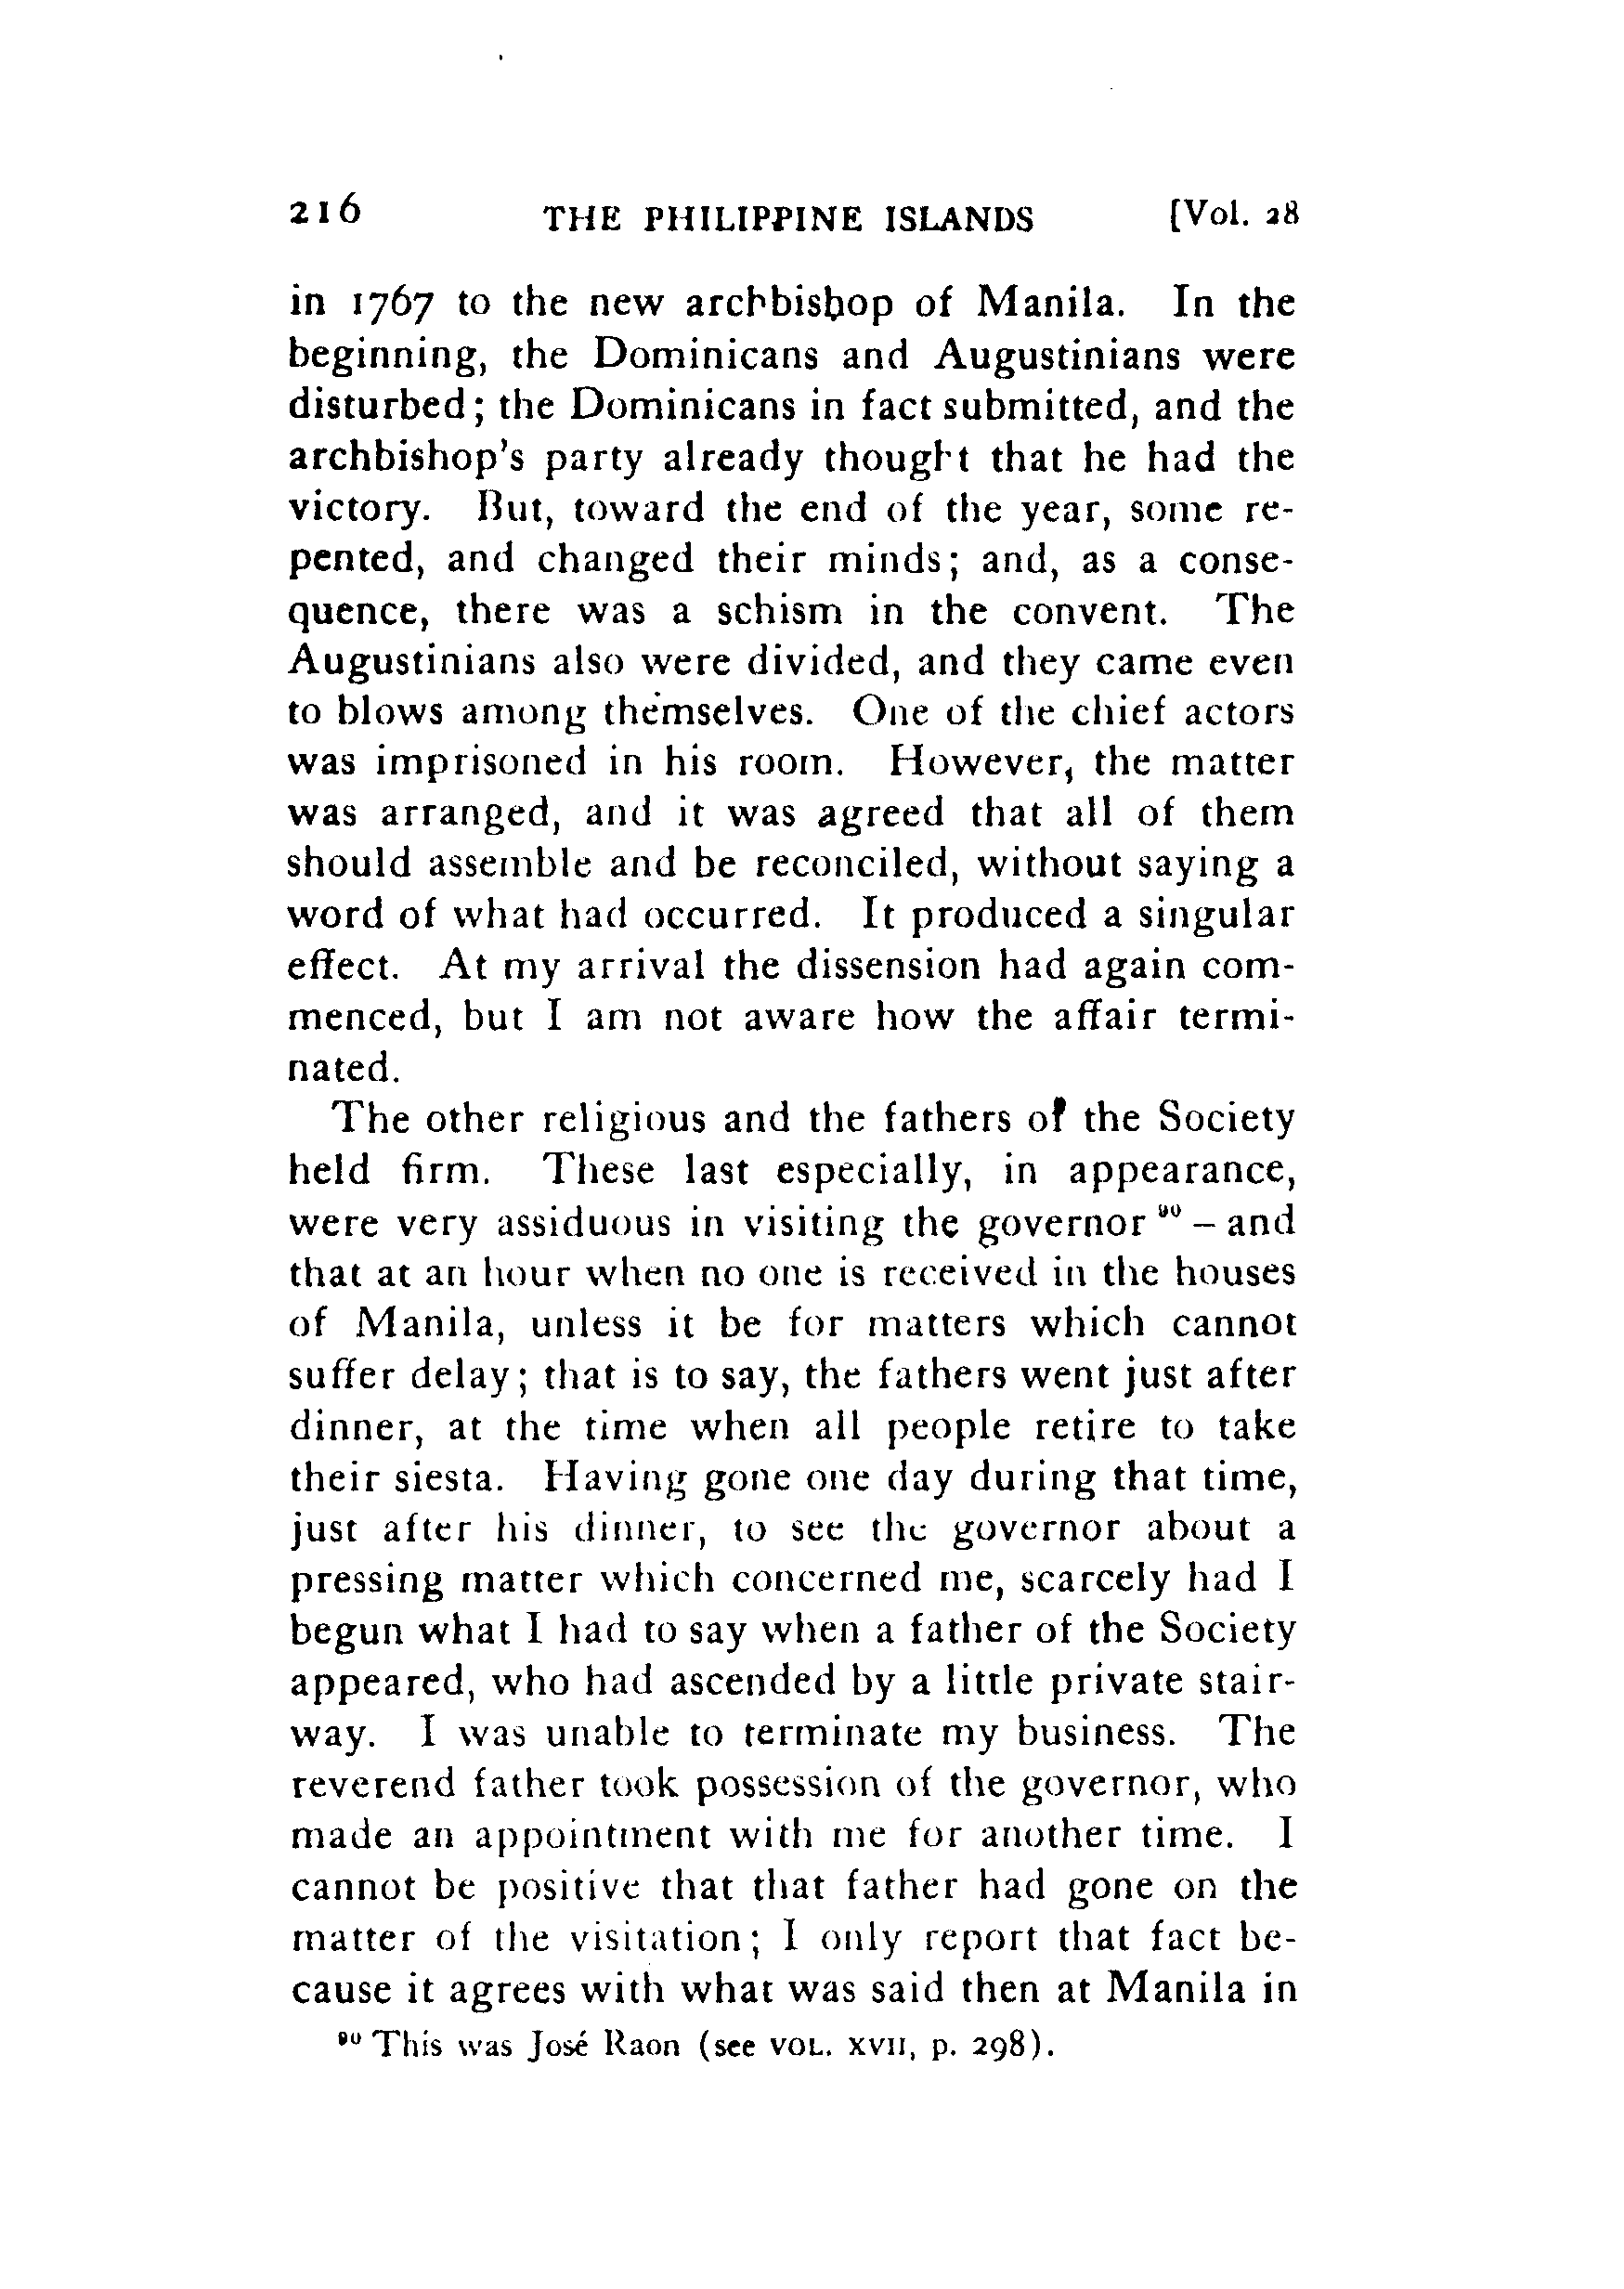 216 THE PHILIPPINE ISLANDS [Vol. 28
in 1767 to the new archbishop of Manila. In the
beginning, the Dominicans and Augustinians were
disturbed; the Dominicans in fact submitted, and the
archbishop's party already thought that he had the
victory. But, toward the end of the year, some re-
pented, and changed their minds; and, as a conse-
quence, there was a schism in the convent. The
Augustinians also were divided, and they came even
to blows among themselves. One of the chief actors
was imprisoned in his room. However, the matter
was arranged, and it was agreed that all of them
should assemble and be reconciled, without saying a
word of what had occurred. It produced a singular
effect. At my arrival the dissension had again com-
menced, but I am not aware how the affair termi-
nated.
The other religious and the fathers of the Society
held firm. These last especially, in appearance,
were very assiduous in visiting the governor ⁹⁰ – and
that at an hour when no one is received in the houses
of Manila, unless it be for matters which cannot
suffer delay; that is to say, the fathers went just after
dinner, at the time when all people retire to take
their siesta. Having gone one day during that time,
just after his dinner, to see the governor about a
pressing matter which concerned me, scarcely had I
begun what I had to say when a father of the Society
appeared, who had ascended by a little private stair-
way. I was unable to terminate my business. The
reverend father took possession of the governor, who
made an appointment with me for another time. I
cannot be positive that that father had gone on the
matter of the visitation; I only report that fact be-
cause it agrees with what was said then at Manila in
⁹⁰ This was José Raon (see VOL. XVII, p. 298).